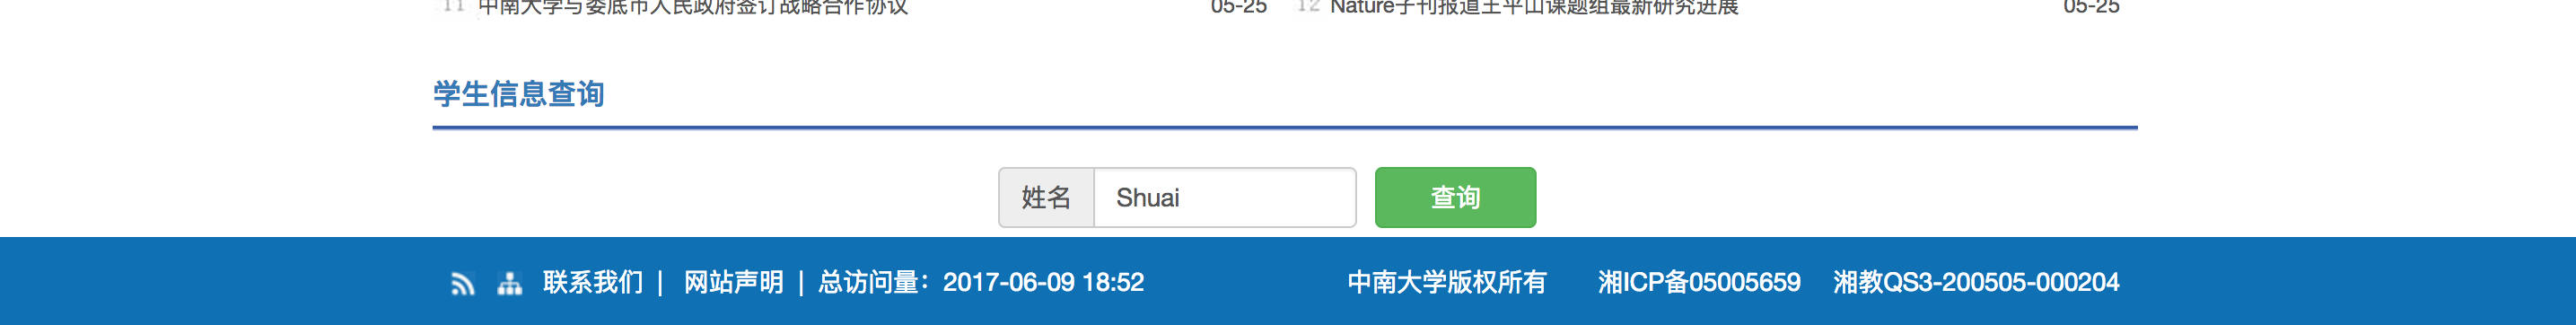 11 中南大学与娄底市人民政府签订战略合作协议 05-25 12 Nature子刊报道王平山课题组最新研究进展 05-25
学生信息查询
姓名 Shuai 查询
联系我们 | 网站声明 | 总访问量：2017-06-09 18:52 中南大学版权所有 湘ICP备05005659 湘教QS3-200505-000204